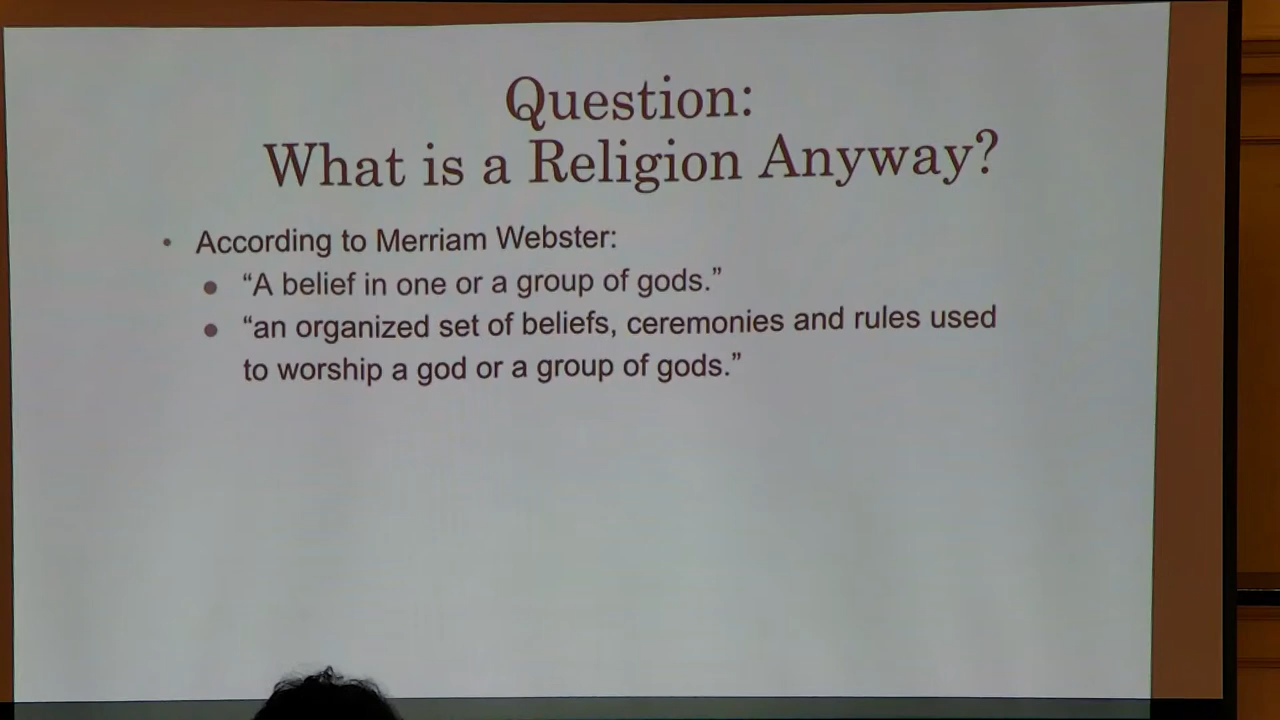 Question:
What is a Religion Anyway?
• According to Merriam Webster:
● “A belief in one or a group of gods.”
● “an organized set of beliefs, ceremonies and rules used
to worship a god or a group of gods.”